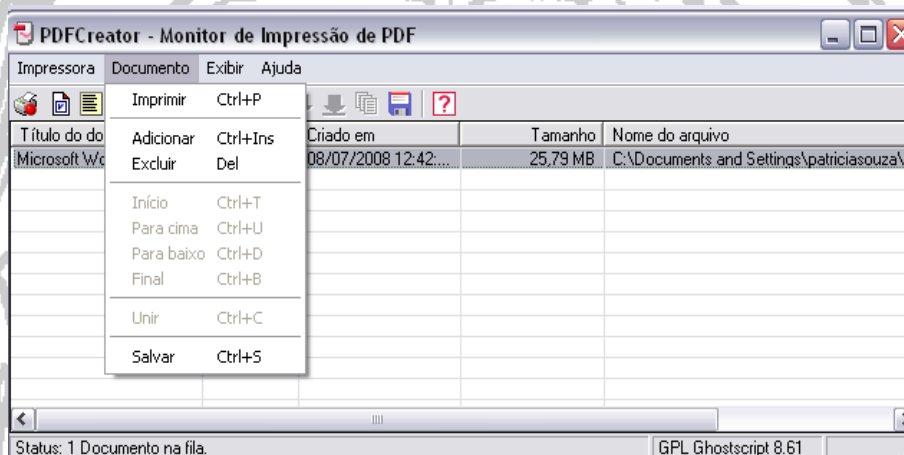 PDFCreator - Monitor de Impressão de PDF
Impressora Documento Exibir Ajuda
Imprimir Ctrl+P
Adicionar Ctrl+Ins
Excluir Del
Início Ctrl+T
Para cima Ctrl+U
Para baixo Ctrl+D
Final Ctrl+B
Unir Ctrl+C
Salvar Ctrl+S
Título do do Criado em Tamanho Nome do arquivo
Microsoft Wo 08/07/2008 12:42:... 25,79 MB C:\Documents and Settings\patriciasouza\
Status: 1 Documento na fila. GPL Ghostscript 8.61